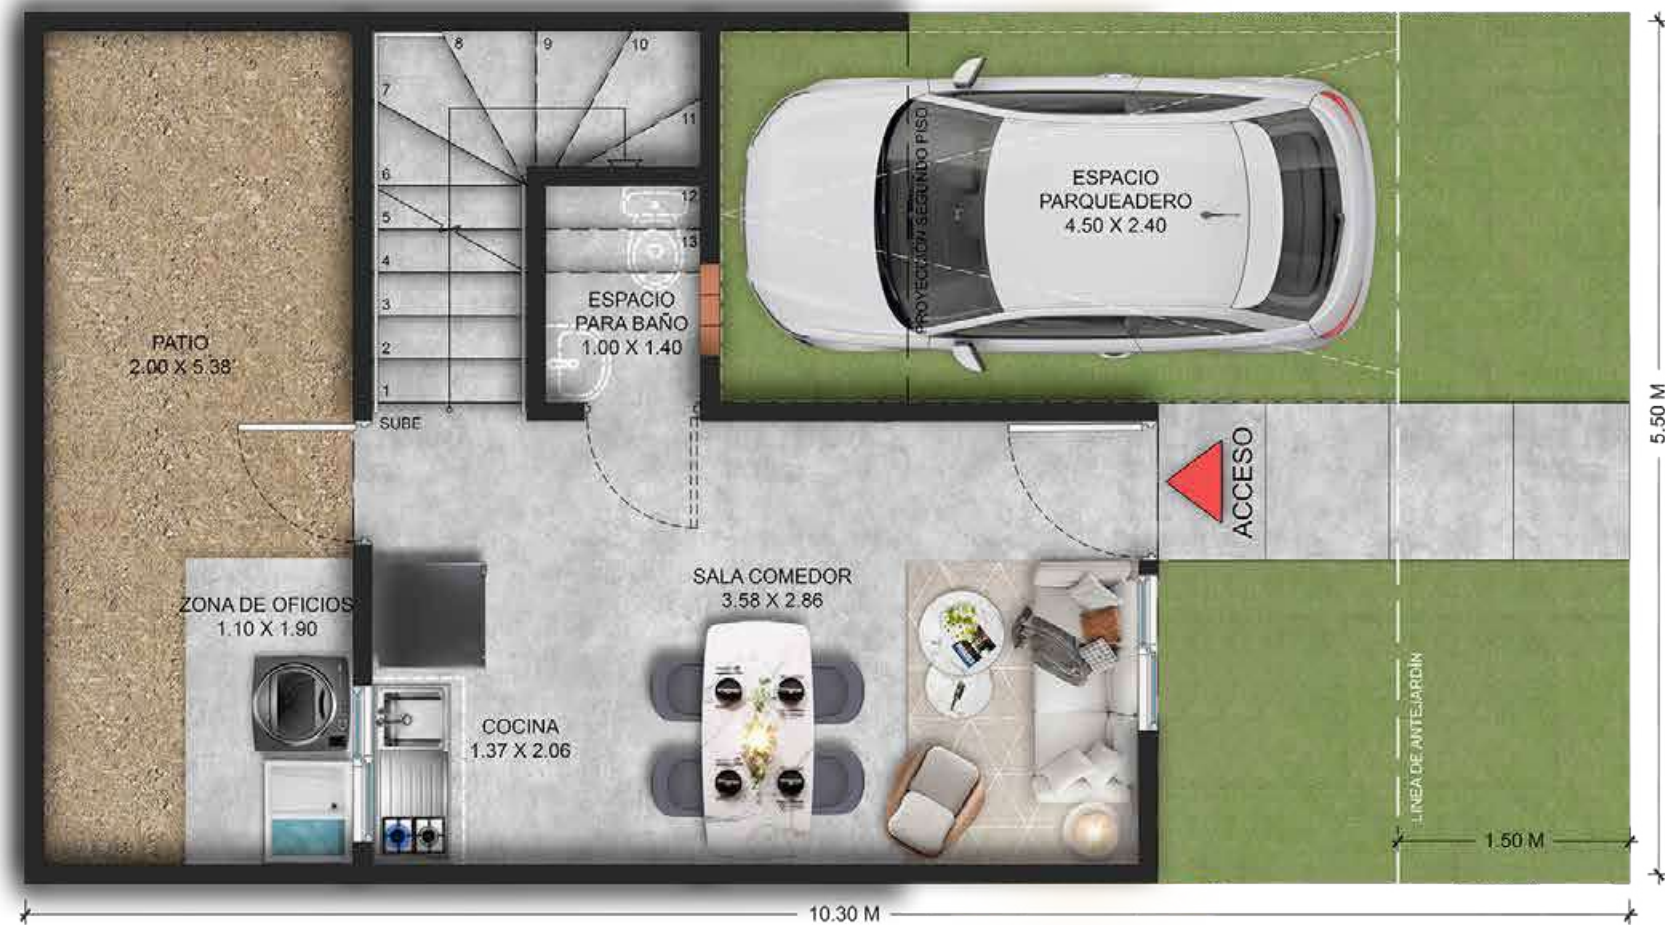 8
9
10
7
11
6
12
5
13
4
3
2
1
SUBE
PATIO
2.00 X 5.38
ESPACIO
PARA BAÑO
1.00 X 1.40
PROYECCIÓN SEGUNDO PISO
ESPACIO
PARQUEADERO
4.50 X 2.40
5.50 M
ACCESO
ZONA DE OFICIOS
1.10 X 1.90
SALA COMEDOR
3.58 X 2.86
COCINA
1.37 X 2.06
LINEA DE ANTEJARDÍN
1.50 M
10.30 M